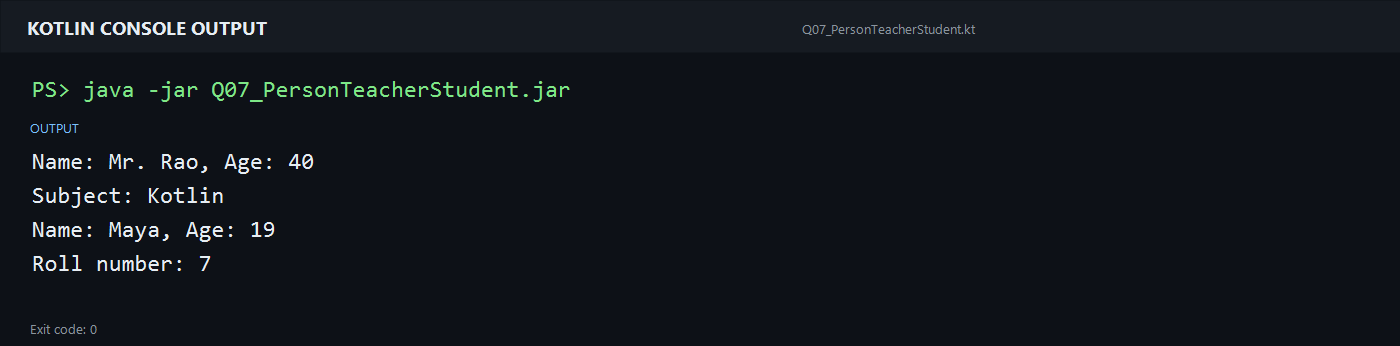 KOTLIN CONSOLE OUTPUT
Q07_PersonTeacherStudent.kt
PS> java -jar Q07_PersonTeacherStudent.jar
OUTPUT
Name: Mr. Rao, Age: 40
Subject: Kotlin
Name: Maya, Age: 19
Roll number: 7
Exit code: 0